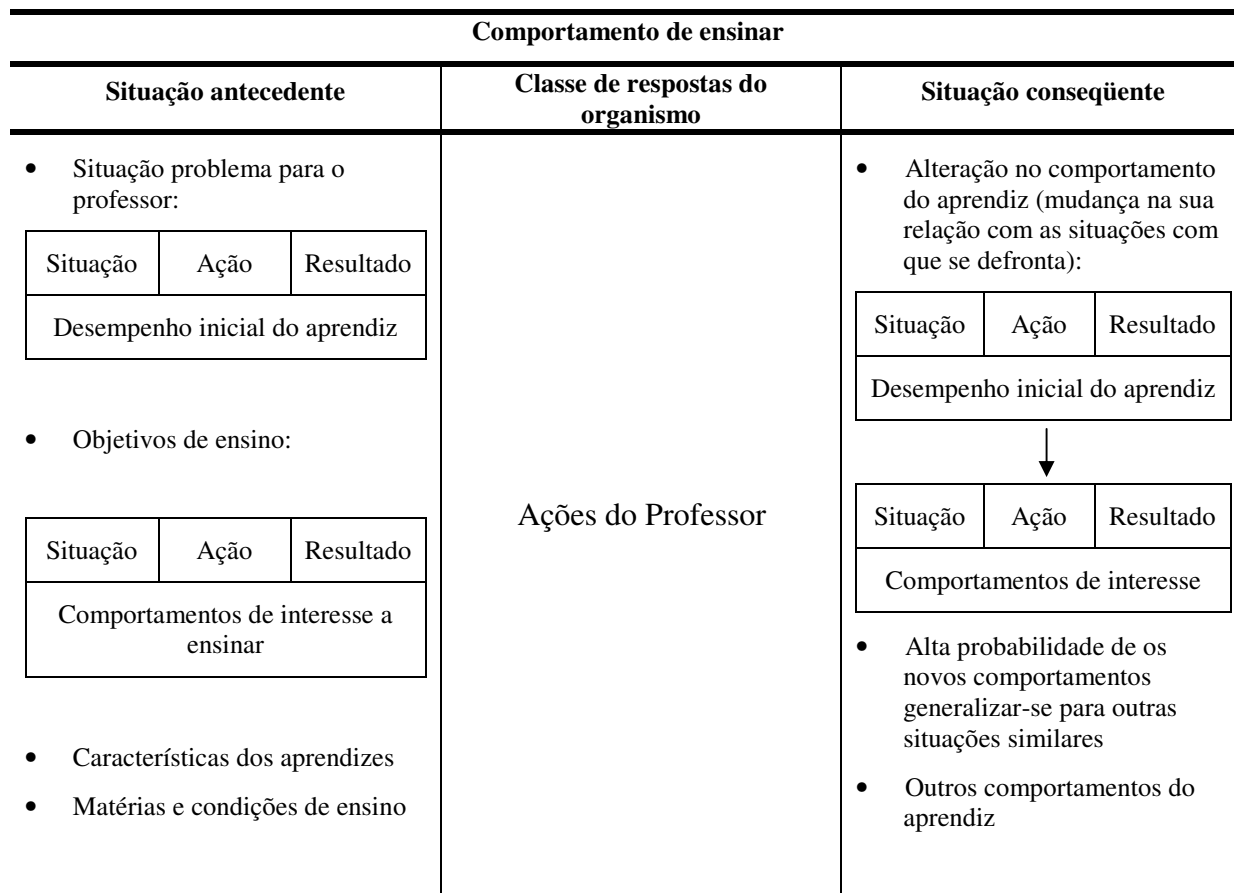 Comportamento de ensinar
Situação antecedente
Classe de respostas do
organismo
Situação conseqüente
• Situação problema para o
professor:
Situação Ação Resultado
Desempenho inicial do aprendiz
• Objetivos de ensino:
Situação Ação Resultado
Comportamentos de interesse a
ensinar
• Características dos aprendizes
• Matérias e condições de ensino
Ações do Professor
• Alteração no comportamento
do aprendiz (mudança na sua
relação com as situações com
que se defronta):
Situação Ação Resultado
Desempenho inicial do aprendiz
Situação Ação Resultado
Comportamentos de interesse
• Alta probabilidade de os
novos comportamentos
generalizar-se para outras
situações similares
• Outros comportamentos do
aprendiz